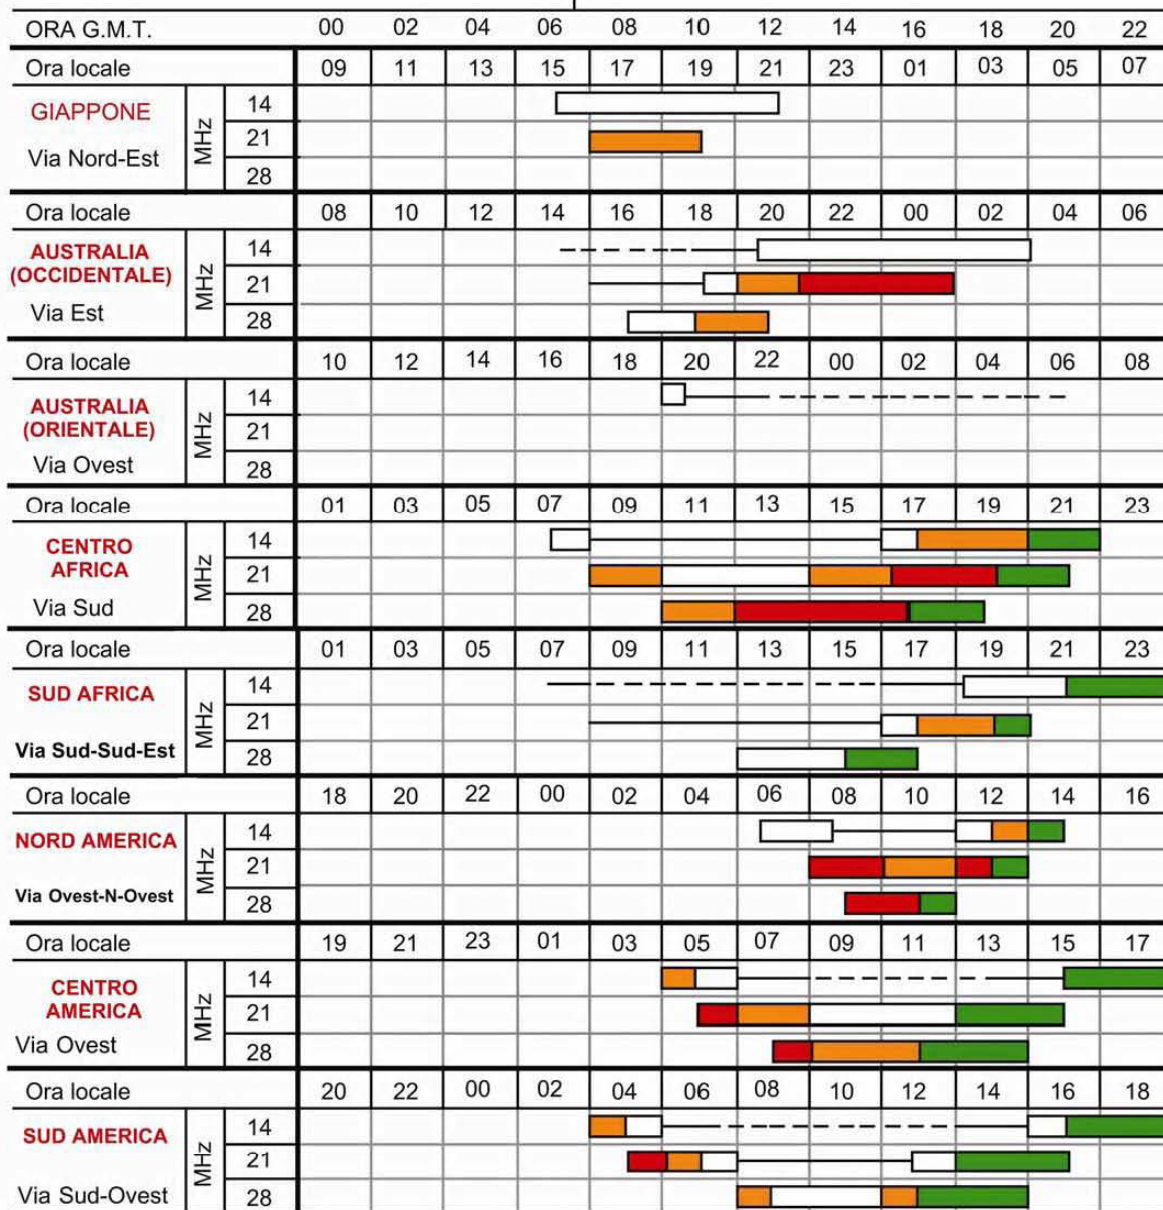 ORA G.M.T. 00 02 04 06 08 10 12 14 16 18 20 22
Ora locale 09 11 13 15 17 19 21 23 01 03 05 07
GIAPPONE
Via Nord-Est
MHz
14
21
28
Ora locale 08 10 12 14 16 18 20 22 00 02 04 06
AUSTRALIA
(OCCIDENTALE)
Via Est
MHz
14
21
28
Ora locale 10 12 14 16 18 20 22 00 02 04 06 08
AUSTRALIA
(ORIENTALE)
Via Ovest
MHz
14
21
28
Ora locale 01 03 05 07 09 11 13 15 17 19 21 23
CENTRO
AFRICA
Via Sud
MHz
14
21
28
Ora locale 01 03 05 07 09 11 13 15 17 19 21 23
SUD AFRICA
Via Sud-Sud-Est
MHz
14
21
28
Ora locale 18 20 22 00 02 04 06 08 10 12 14 16
NORD AMERICA
Via Ovest-N-Ovest
MHz
14
21
28
Ora locale 19 21 23 01 03 05 07 09 11 13 15 17
CENTRO
AMERICA
Via Ovest
MHz
14
21
28
Ora locale 20 22 00 02 04 06 08 10 12 14 16 18
SUD AMERICA
Via Sud-Ovest
MHz
14
21
28